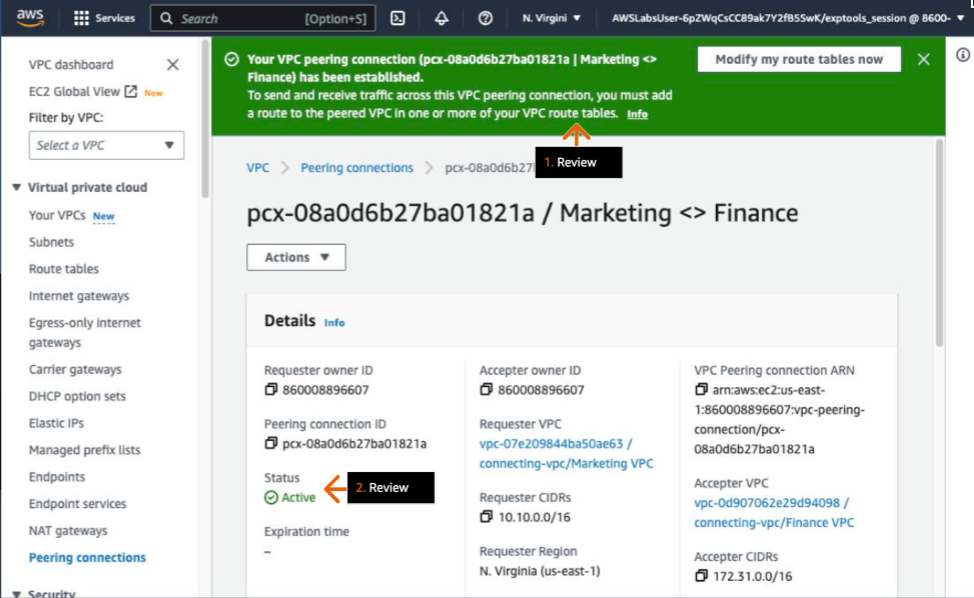 aws
Services
Search [Option+S]
N. Virgini
AWSLabsUser-6pZWqCsCC89ak7Y2fB5SwK/exptools_session @ 8600-
VPC dashboard
EC2 Global View New
Filter by VPC:
Select a VPC
Virtual private cloud
Your VPCs New
Subnets
Route tables
Internet gateways
Egress-only internet
gateways
Carrier gateways
DHCP option sets
Elastic IPs
Managed prefix lists
Endpoints
Endpoint services
NAT gateways
Peering connections
Security
Your VPC peering connection (pcx-08a0d6b27ba01821a | Marketing <>
Finance) has been established.
To send and receive traffic across this VPC peering connection, you must add
a route to the peered VPC in one or more of your VPC route tables. Info
Modify my route tables now
1. Review
VPC > Peering connections > pcx-08a0d6b27
pcx-08a0d6b27ba01821a / Marketing <> Finance
Actions
Details Info
Requester owner ID
860008896607
Peering connection ID
pcx-08a0d6b27ba01821a
Status
Active
2. Review
Expiration time
–
Accepter owner ID
860008896607
Requester VPC
vpc-07e209844ba50ae63 /
connecting-vpc/Marketing VPC
Requester CIDRs
10.10.0.0/16
Requester Region
N. Virginia (us-east-1)
VPC Peering connection ARN
arn:aws:ec2:us-east-
1:860008896607:vpc-peering-
connection/pcx-
08a0d6b27ba01821a
Accepter VPC
vpc-0d907062e29d94098 /
connecting-vpc/Finance VPC
Accepter CIDRs
172.31.0.0/16